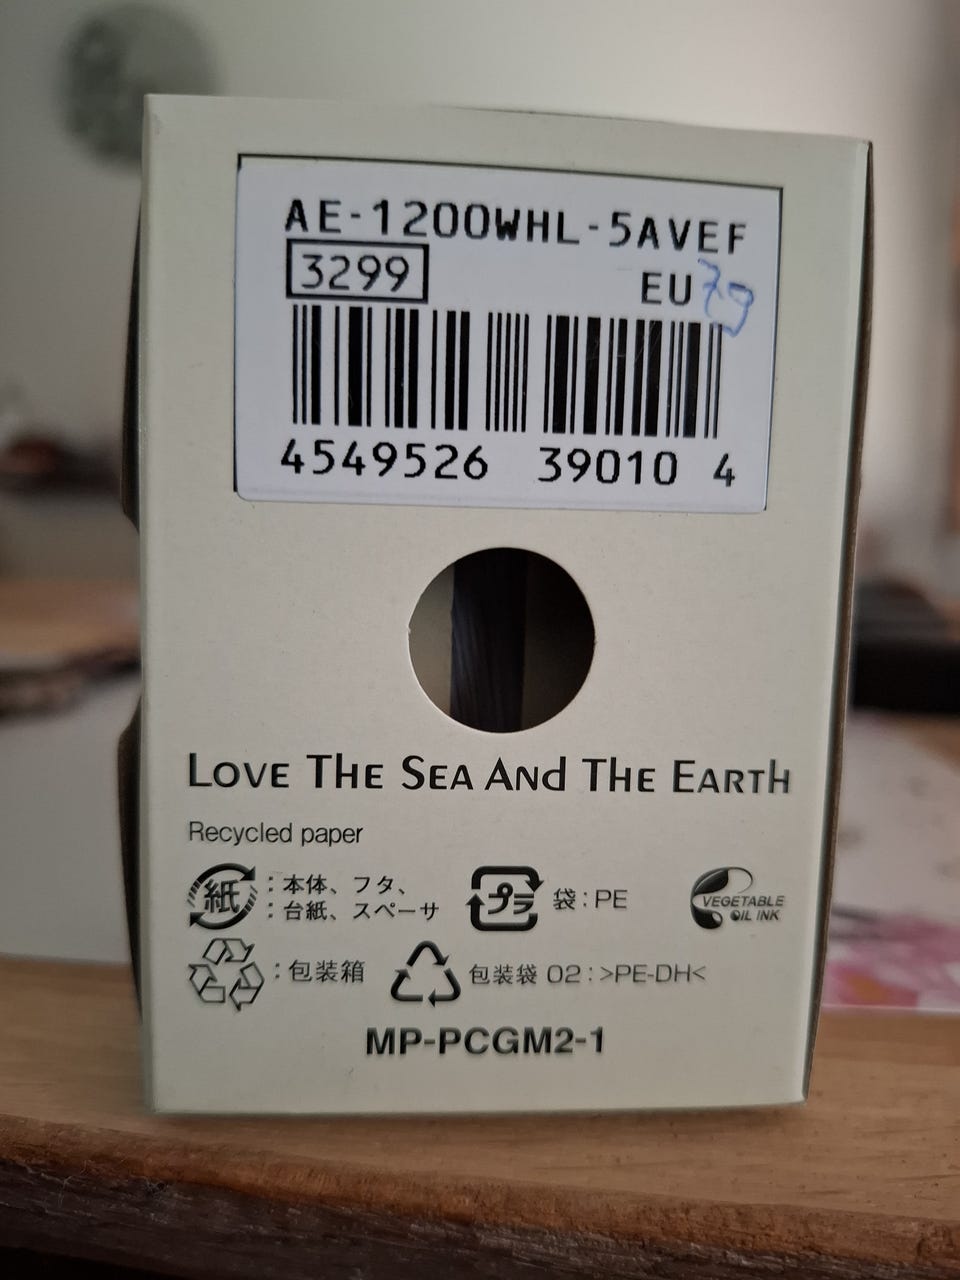 AE-1200WHL-5AVEF
3299
EU 79
4549526 39010 4
LOVE THE SEA AND THE EARTH
Recycled paper
紙 : 本体、フタ、
: 台紙、スペーサ
プラ 袋 : PE
VEGETABLE
OIL INK
: 包装箱
包装袋 02 : >PE-DH<
MP-PCGM2-1